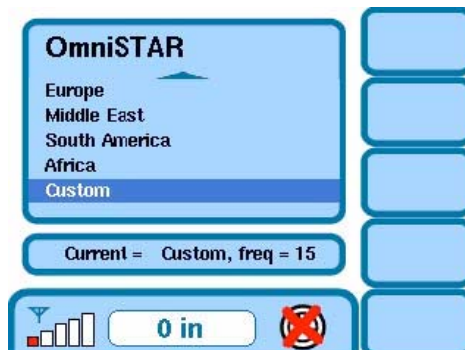 OmniSTAR
Europe
Middle East
South America
Africa
Custom
Current = Custom, freq = 15
0 in